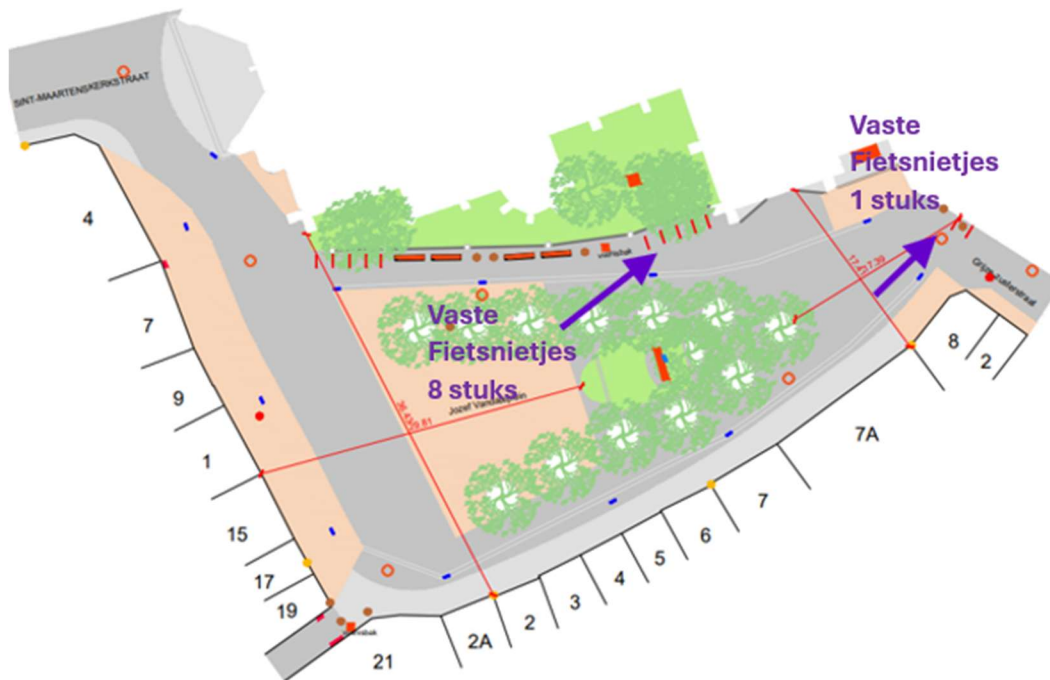 SINT-MAARTENSKERKSTRAAT
Vaste
Fietsnietjes
1 stuks
4
7
9
1
15
17
19
21
Vaste
Fietsnietjes
8 stuks
2A
2
3
4
5
6
7
7A
8
2